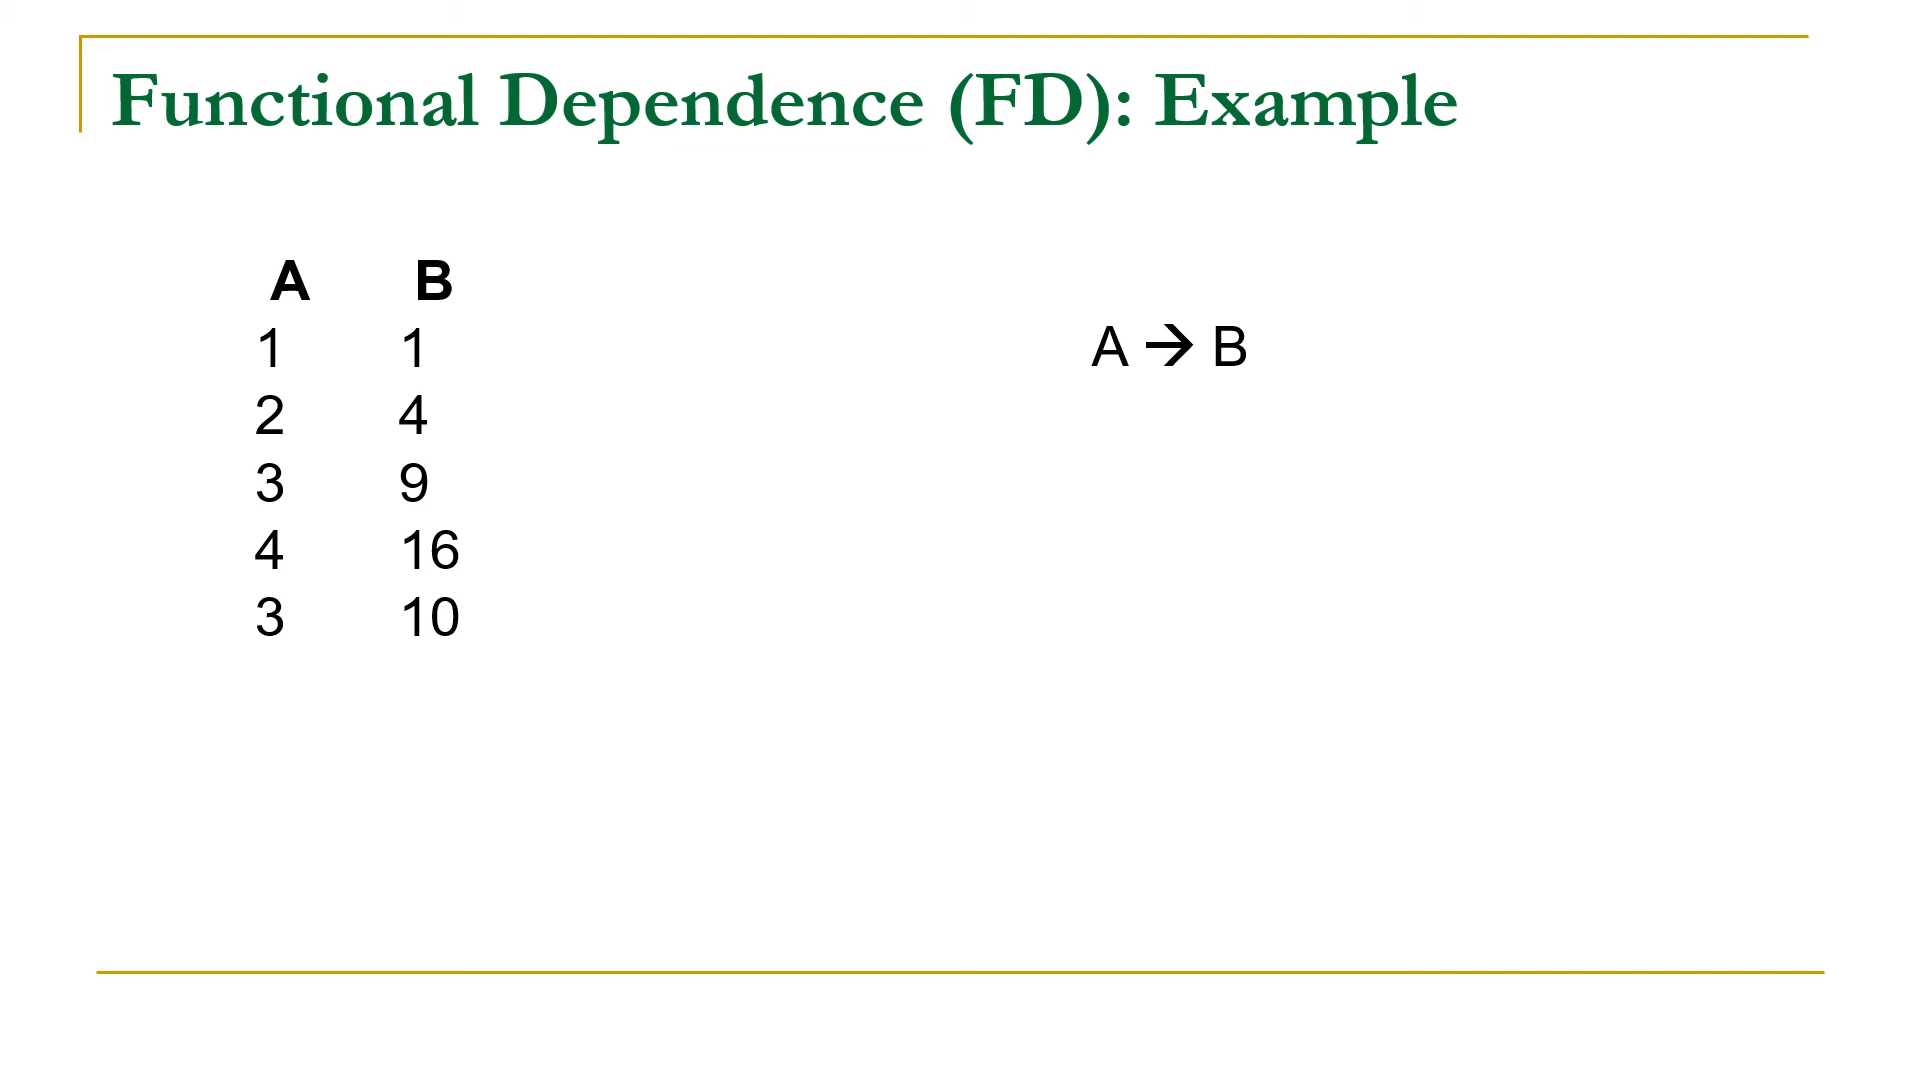 Functional Dependence (FD): Example
A B
1 1
2 4
3 9
4 16
3 10
A → B